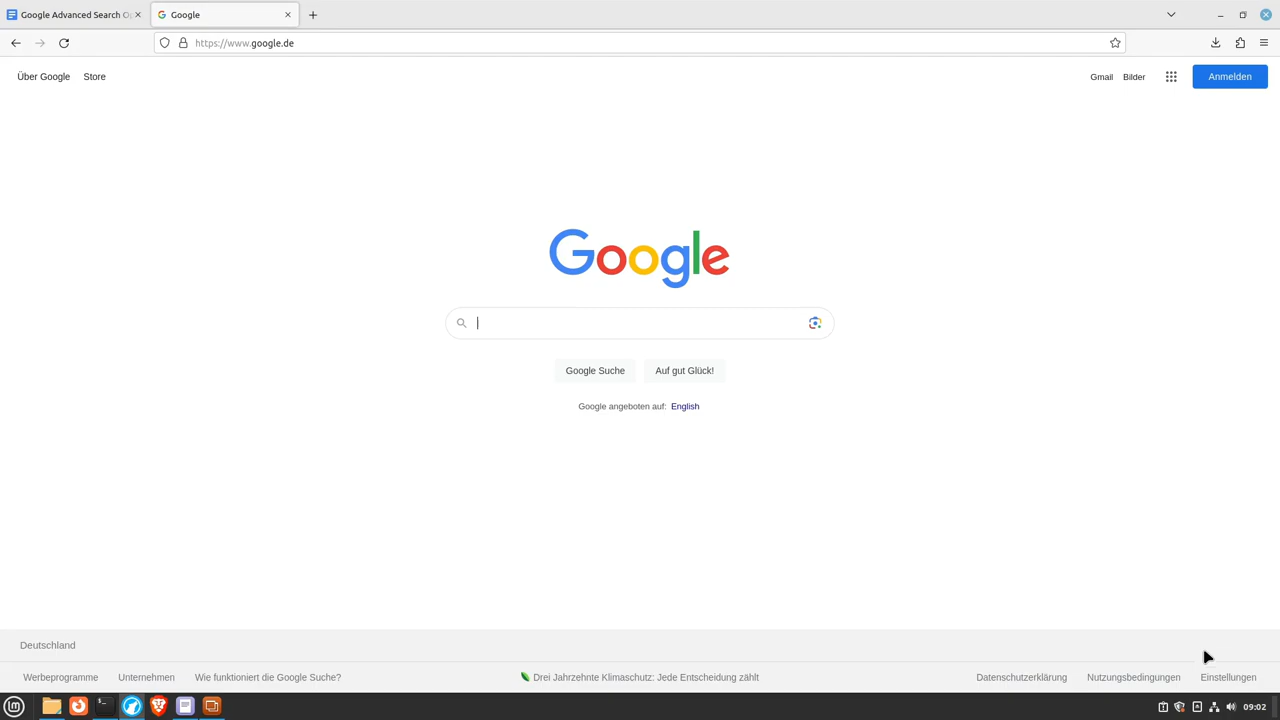 Google Advanced Search O
Google
https://www.google.de
Über Google Store
Gmail Bilder Anmelden
Google
Google Suche Auf gut Glück!
Google angeboten auf: English
Deutschland
Werbeprogramme Unternehmen Wie funktioniert die Google Suche? Drei Jahrzehnte Klimaschutz: Jede Entscheidung zählt Datenschutzerklärung Nutzungsbedingungen Einstellungen
09:02